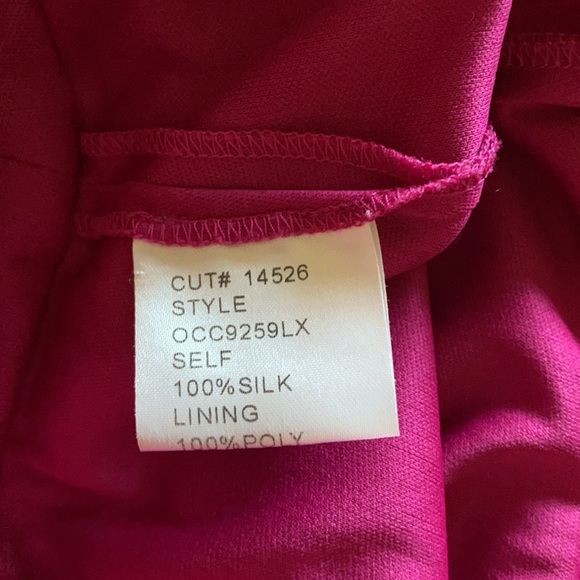 CUT# 14526
STYLE
OCC9259LX
SELF
100%SILK
LINING
100%POLY